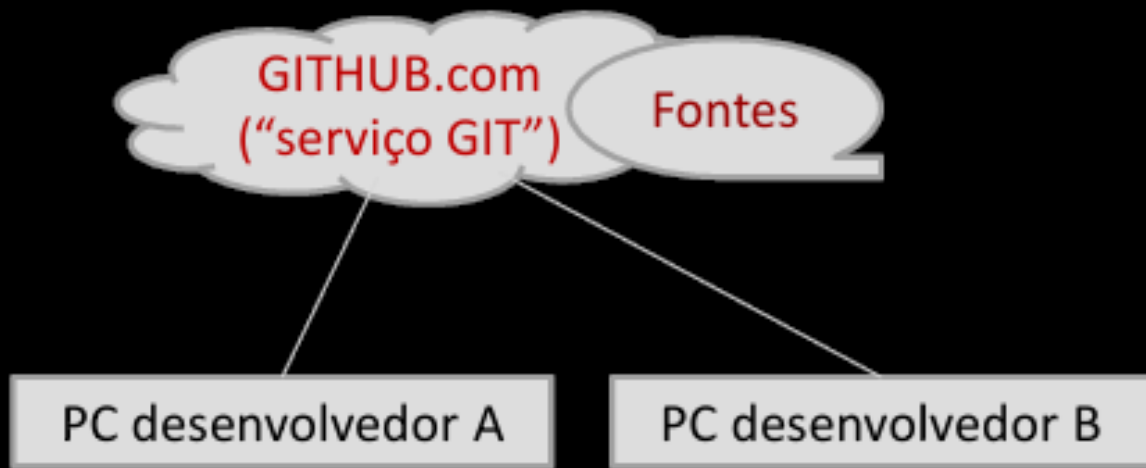 GITHUB.com
(“serviço GIT”)
Fontes
PC desenvolvedor A
PC desenvolvedor B